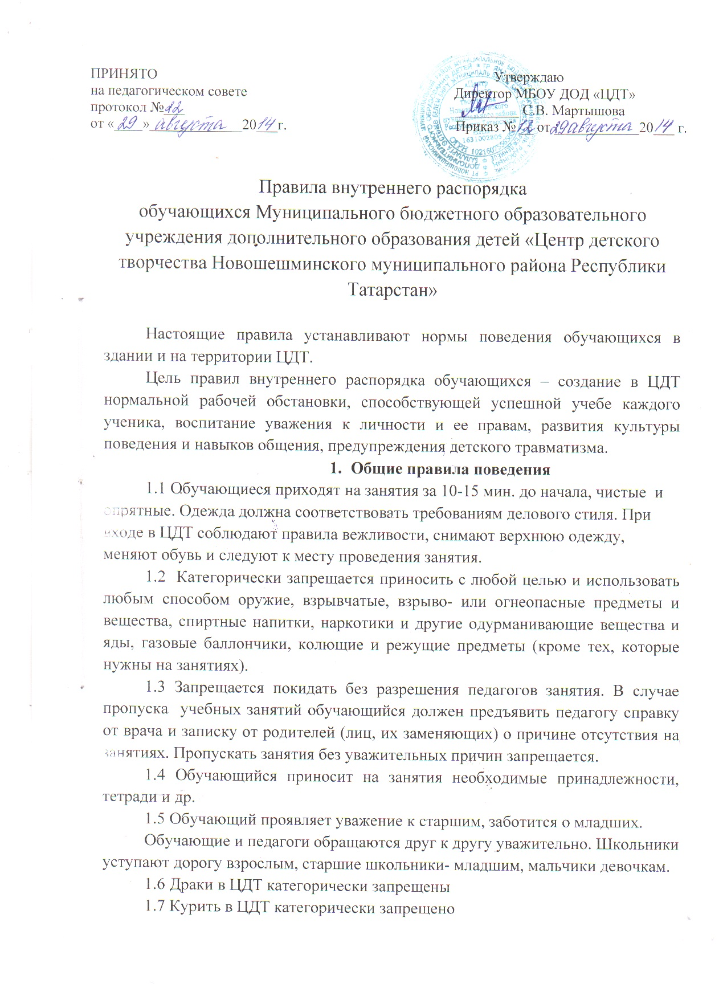 ПРИНЯТО
на педагогическом совете
протокол №12
от «29» августа 2014г.
Утверждаю
Директор МБОУ ДОД «ЦДТ»
С.В. Мартышова
Приказ № 12 от 29 августа 2014 г.
1631002805
ОГРН
Правила внутреннего распорядка
обучающихся Муниципального бюджетного образовательного
учреждения дополнительного образования детей «Центр детского
творчества Новошешминского муниципального района Республики
Татарстан»
Настоящие правила устанавливают нормы поведения обучающихся в
здании и на территории ЦДТ.
Цель правил внутреннего распорядка обучающихся – создание в ЦДТ
нормальной рабочей обстановки, способствующей успешной учебе каждого
ученика, воспитание уважения к личности и ее правам, развития культуры
поведения и навыков общения, предупреждения детского травматизма.
1. Общие правила поведения
1.1 Обучающиеся приходят на занятия за 10-15 мин. до начала, чистые и
опрятные. Одежда должна соответствовать требованиям делового стиля. При
входе в ЦДТ соблюдают правила вежливости, снимают верхнюю одежду,
меняют обувь и следуют к месту проведения занятия.
1.2 Категорически запрещается приносить с любой целью и использовать
любым способом оружие, взрывчатые, взрыво- или огнеопасные предметы и
вещества, спиртные напитки, наркотики и другие одурманивающие вещества и
яды, газовые баллончики, колющие и режущие предметы (кроме тех, которые
нужны на занятиях).
1.3 Запрещается покидать без разрешения педагогов занятия. В случае
пропуска учебных занятий обучающийся должен предъявить педагогу справку
от врача и записку от родителей (лиц, их заменяющих) о причине отсутствия на
занятиях. Пропускать занятия без уважительных причин запрещается.
1.4 Обучающийся приносит на занятия необходимые принадлежности,
тетради и др.
1.5 Обучающий проявляет уважение к старшим, заботится о младших.
Обучающие и педагоги обращаются друг к другу уважительно. Школьники
уступают дорогу взрослым, старшие школьники- младшим, мальчики девочкам.
1.6 Драки в ЦДТ категорически запрещены
1.7 Курить в ЦДТ категорически запрещено